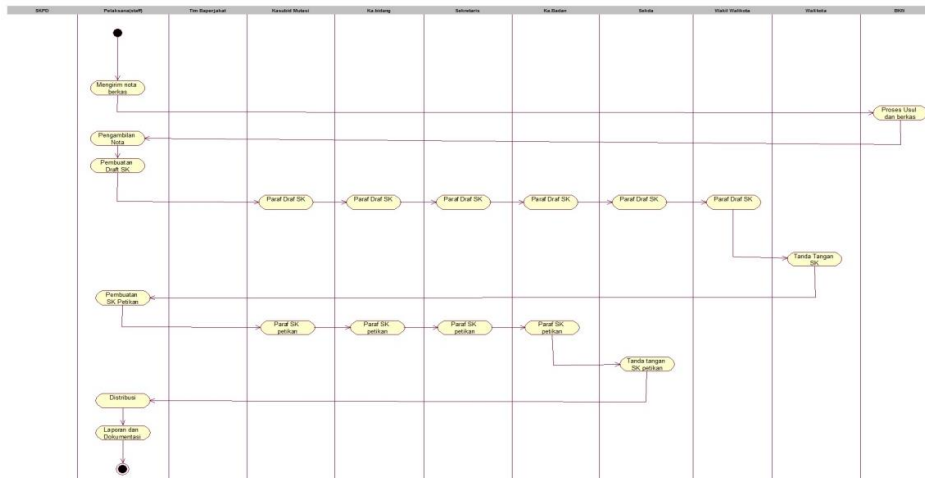 SKPD Pelaksana(staff) Tim Baperjakat Kasubid Mutasi Ka.bidang Sekretaris Ka.Badan Sekda Wakil Walikota Walikota BKN
Mengirim nota
berkas
Proses Usul
dan berkas
Pengambilan
Nota
Pembuatan
Draft SK
Paraf Draf SK Paraf Draf SK Paraf Draf SK Paraf Draf SK Paraf Draf SK Paraf Draf SK
Tanda Tangan
SK
Pembuatan
SK Petikan
Paraf SK
petikan
Paraf SK
petikan
Paraf SK
petikan
Paraf SK
petikan
Tanda tangan
SK petikan
Distribusi
Laporan dan
Dokumentasi